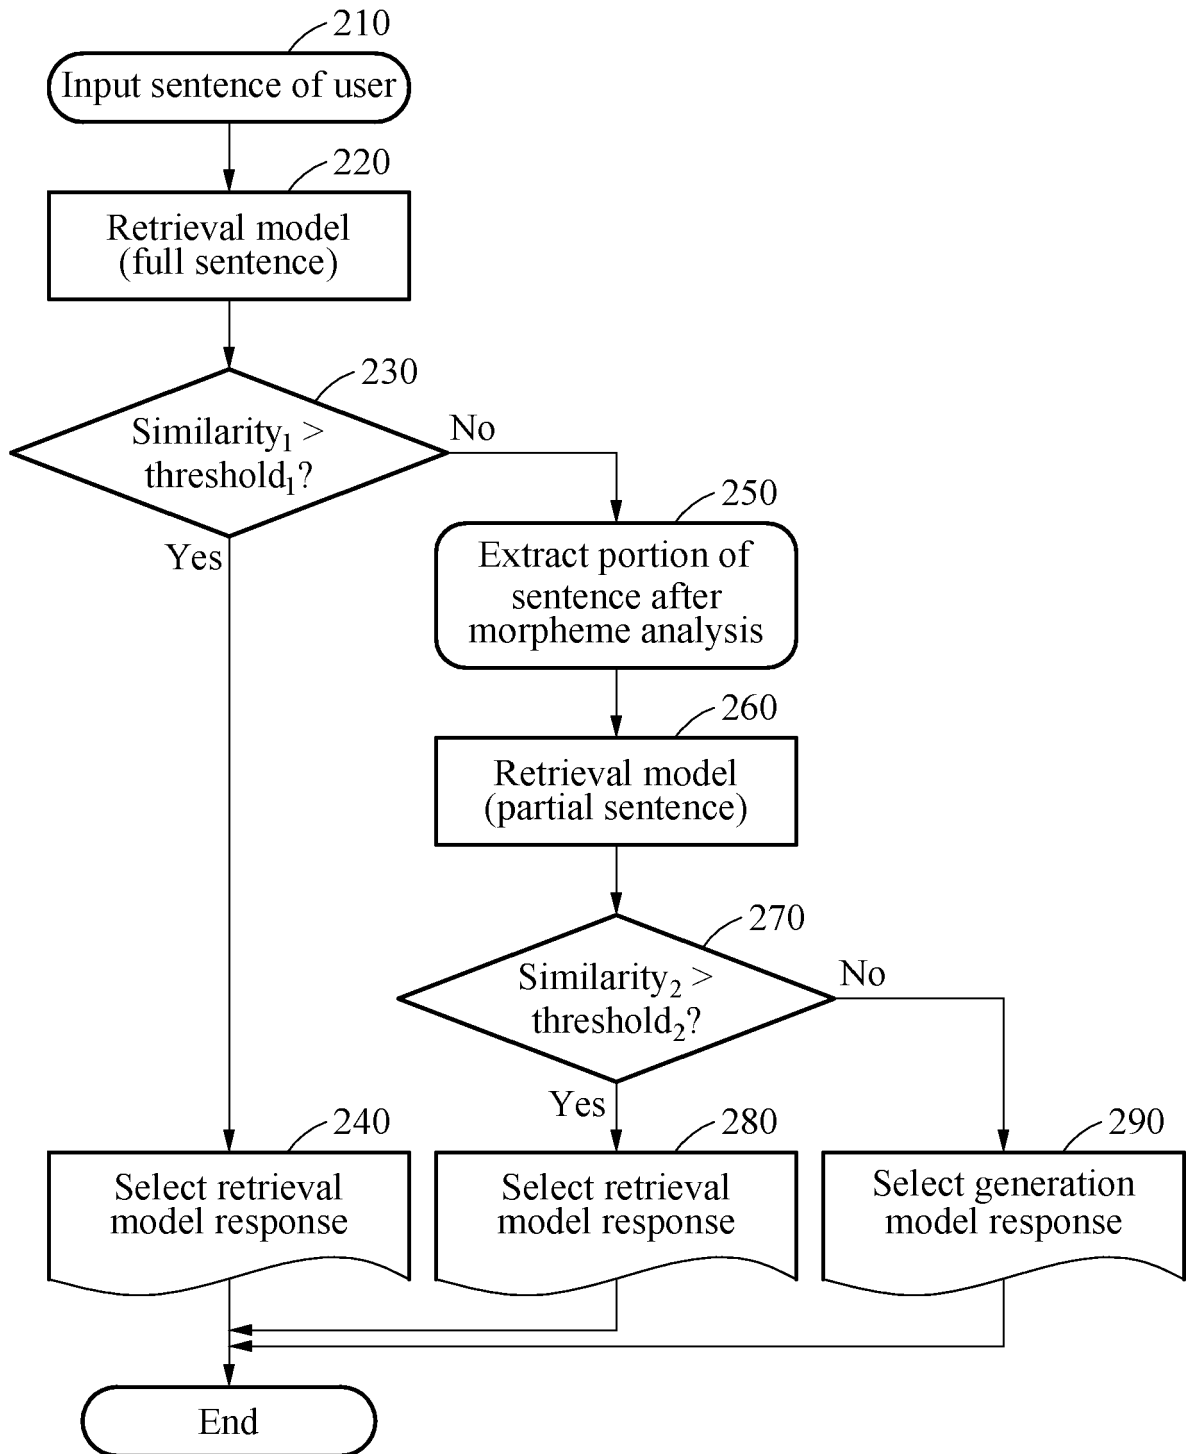 210
Input sentence of user
220
Retrieval model
(full sentence)
230
Similarity₁ >
threshold₁?
No
Yes
250
Extract portion of
sentence after
morpheme analysis
260
Retrieval model
(partial sentence)
270
Similarity₂ >
threshold₂?
No
Yes
240
Select retrieval
model response
280
Select retrieval
model response
290
Select generation
model response
End